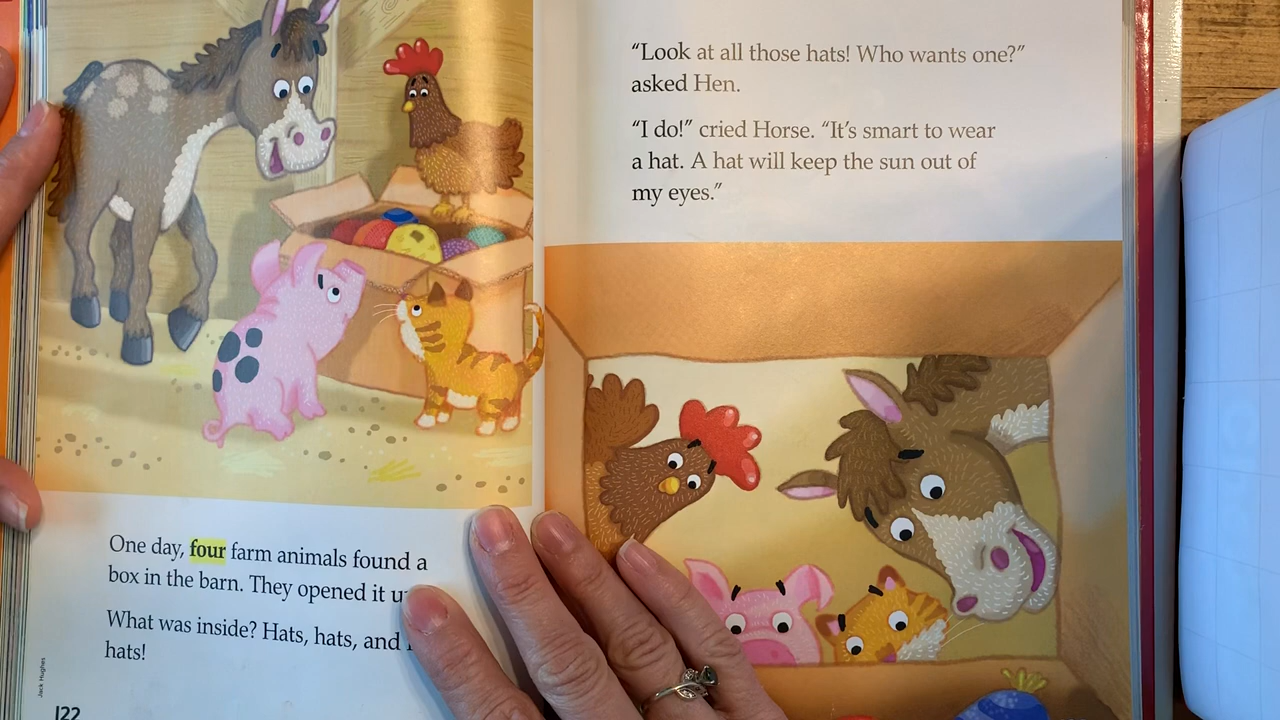 One day, four farm animals found a
box in the barn. They opened it
What was inside? Hats, hats, and
hats!
Jack Hughes
122
“Look at all those hats! Who wants one?”
asked Hen.
“I do!” cried Horse. “It’s smart to wear
a hat. A hat will keep the sun out of
my eyes.”